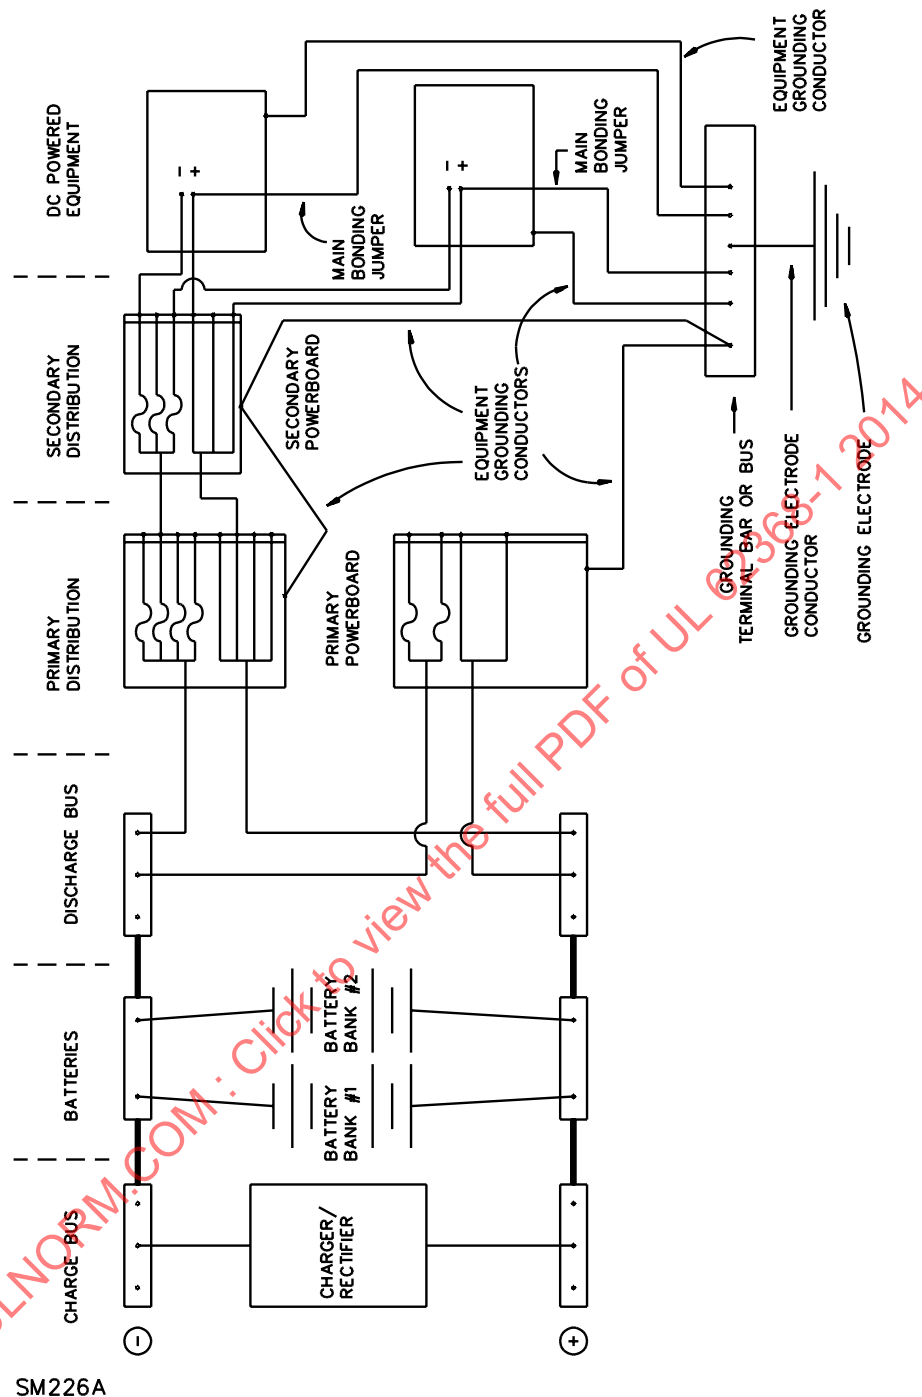 CHARGE BUS
BATTERIES
DISCHARGE BUS
PRIMARY
DISTRIBUTION
SECONDARY
DISTRIBUTION
DC POWERED
EQUIPMENT
−
+
CHARGER/
RECTIFIER
BATTERY
BANK #1
BATTERY
BANK #2
PRIMARY
POWERBOARD
SECONDARY
POWERBOARD
−
+
MAIN
BONDING
JUMPER
−
+
MAIN
BONDING
JUMPER
EQUIPMENT
GROUNDING
CONDUCTORS
EQUIPMENT
GROUNDING
CONDUCTOR
GROUNDING
TERMINAL BAR OR BUS
GROUNDING ELECTRODE
CONDUCTOR
GROUNDING ELECTRODE
SM226A
LNORM.COM : Click to view the full PDF of UL 62368-1 2014